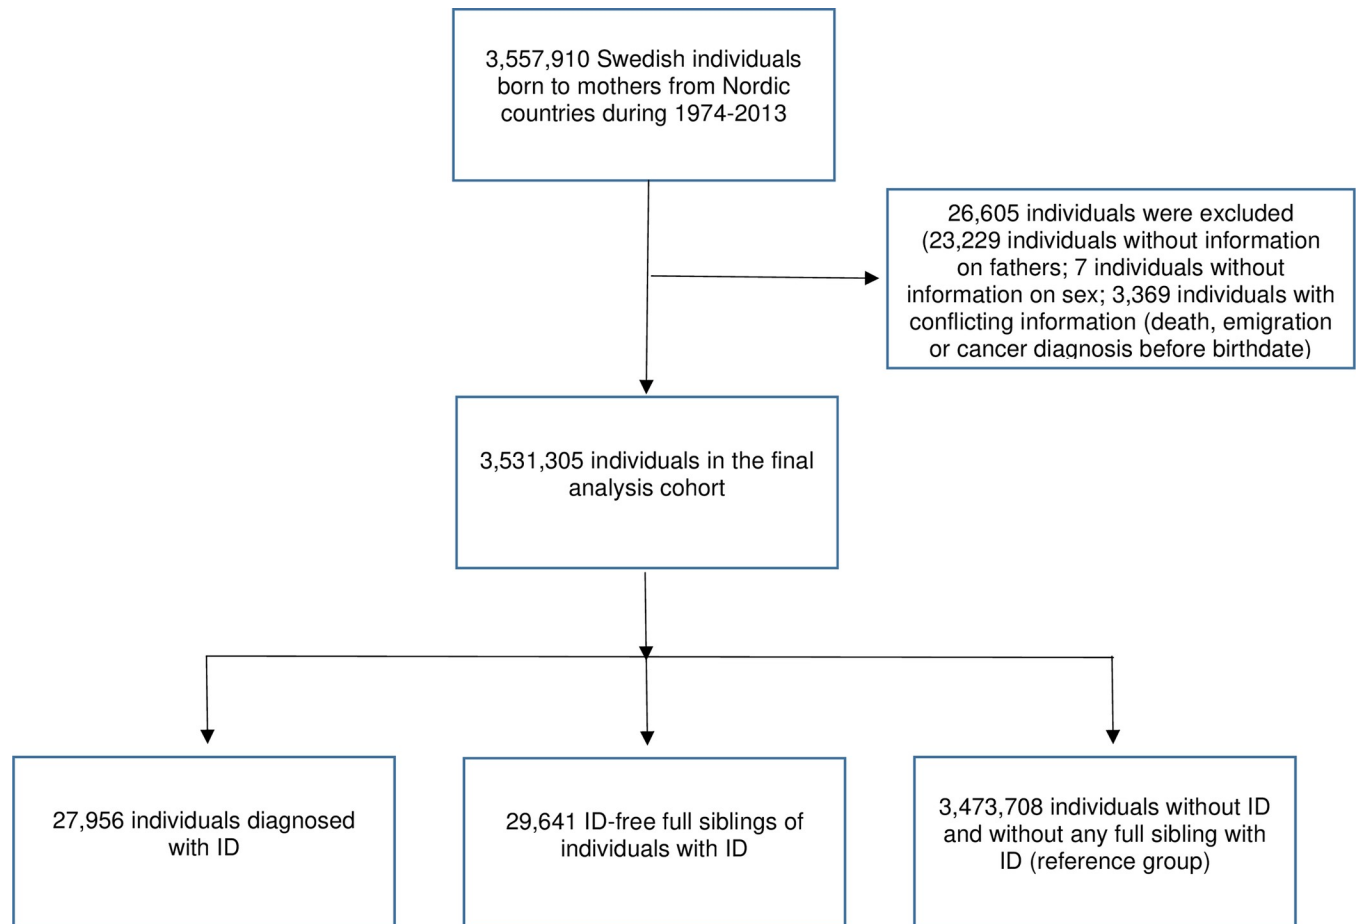 3,557,910 Swedish individuals
born to mothers from Nordic
countries during 1974-2013
26,605 individuals were excluded
(23,229 individuals without information
on fathers; 7 individuals without
information on sex; 3,369 individuals with
conflicting information (death, emigration
or cancer diagnosis before birthdate)
3,531,305 individuals in the final
analysis cohort
27,956 individuals diagnosed
with ID
29,641 ID-free full siblings of
individuals with ID
3,473,708 individuals without ID
and without any full sibling with
ID (reference group)